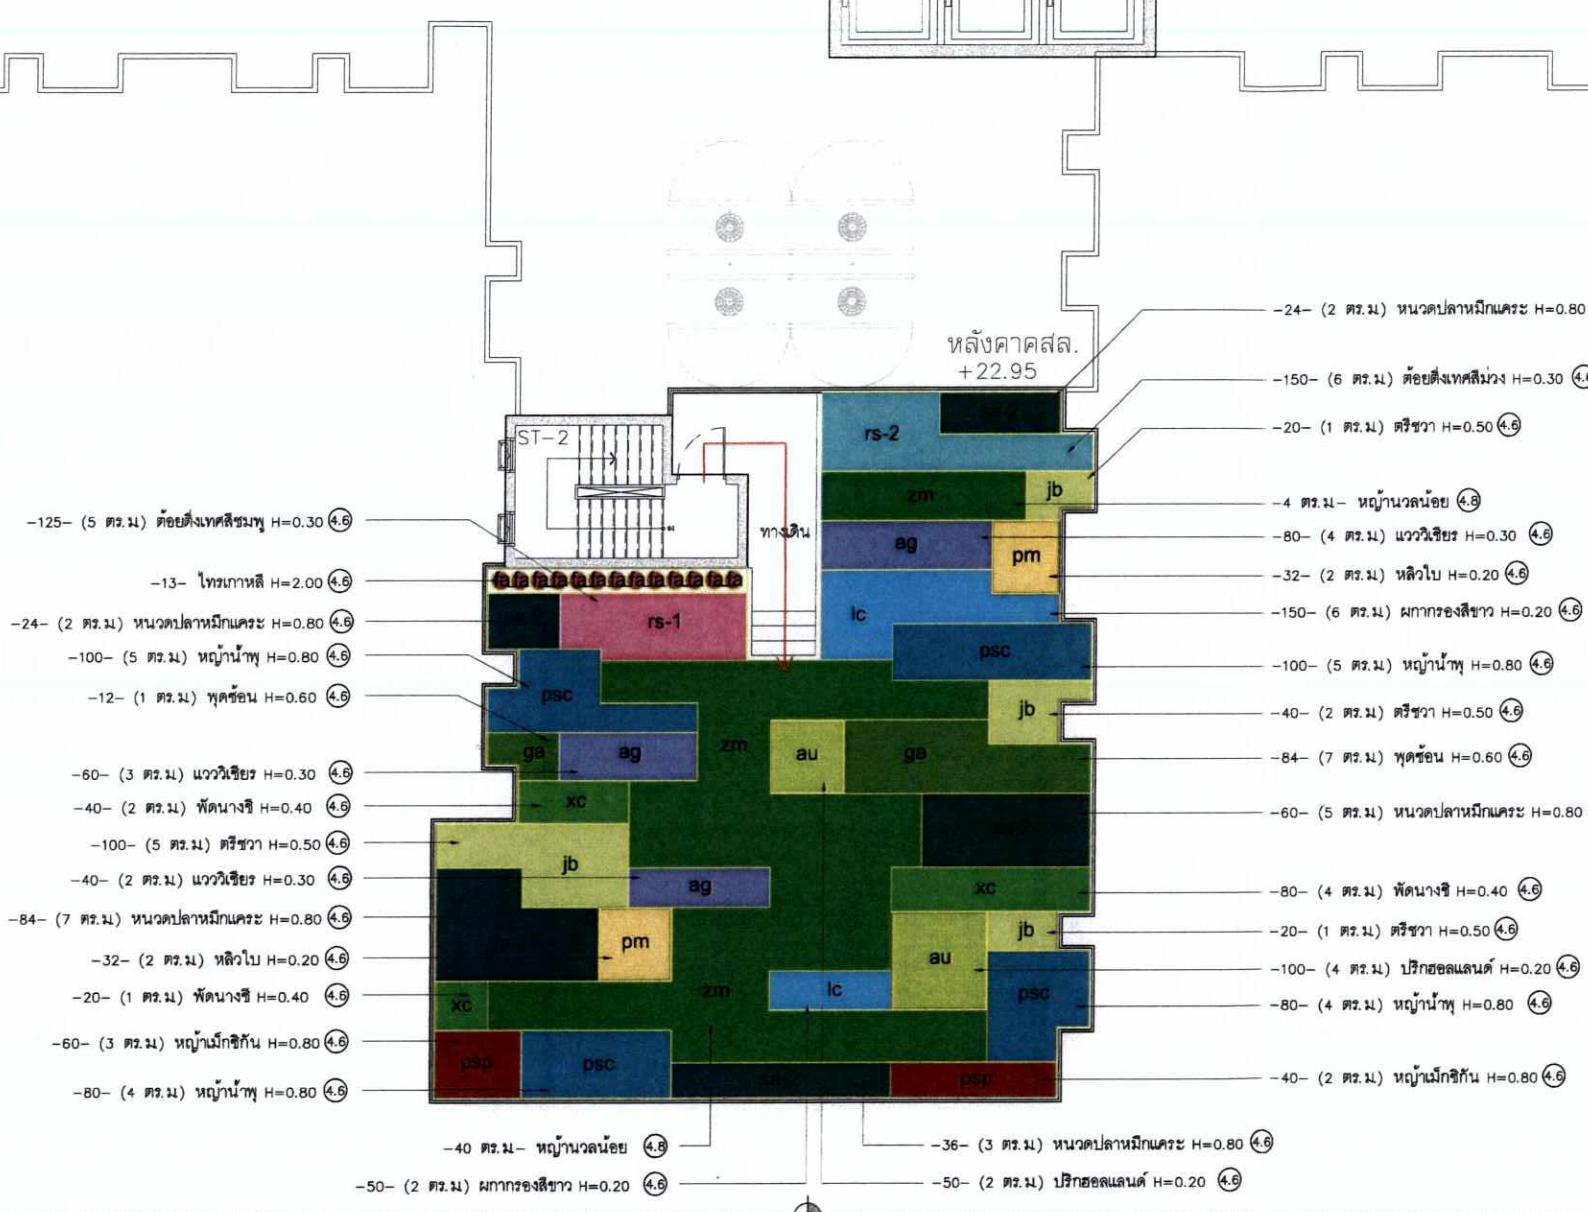 หลังคาคสล.
+22.95
ST-2
ทางเดิน
-125- (5 ตร.ม) ต้อยติ่งเทศสีชมพู H=0.30 4.6
-13- ไทรเกาหลี H=2.00 4.6
-24- (2 ตร.ม) หนวดปลาหมึกแคระ H=0.80 4.6
-100- (5 ตร.ม) หญ้าน้ำพุ H=0.80 4.6
-12- (1 ตร.ม) พุดซ้อน H=0.60 4.6
-60- (3 ตร.ม) แววิเชียร H=0.30 4.6
-40- (2 ตร.ม) พัดนางชี H=0.40 4.6
-100- (5 ตร.ม) ตรีชวา H=0.50 4.6
-40- (2 ตร.ม) แววิเชียร H=0.30 4.6
-84- (7 ตร.ม) หนวดปลาหมึกแคระ H=0.80 4.6
-32- (2 ตร.ม) หลิวใบ H=0.20 4.6
-20- (1 ตร.ม) พัดนางชี H=0.40 4.6
-60- (3 ตร.ม) หญ้าเม็กซิกัน H=0.80 4.6
-80- (4 ตร.ม) หญ้าน้ำพุ H=0.80 4.6
-40 ตร.ม- หญ้านวลน้อย 4.8
-50- (2 ตร.ม) ผกากรองสีขาว H=0.20 4.6
rs-2
zm
jb
ag
pm
lc
psc
jb
fa fa fa fa fa fa fa fa fa fa fa fa fa
rs-1
psc
zm
au
ga
ga
ag
xc
jb
ag
xc
pm
au
jb
zm
lc
psc
xc
psp
psc
sa-2
psp
-24- (2 ตร.ม) หนวดปลาหมึกแคระ H=0.80
-150- (6 ตร.ม) ต้อยติ่งเทศสีม่วง H=0.30 4.6
-20- (1 ตร.ม) ตรีชวา H=0.50 4.6
-4 ตร.ม- หญ้านวลน้อย 4.8
-80- (4 ตร.ม) แววิเชียร H=0.30 4.6
-32- (2 ตร.ม) หลิวใบ H=0.20 4.6
-150- (6 ตร.ม) ผกากรองสีขาว H=0.20 4.6
-100- (5 ตร.ม) หญ้าน้ำพุ H=0.80 4.6
-40- (2 ตร.ม) ตรีชวา H=0.50 4.6
-84- (7 ตร.ม) พุดซ้อน H=0.60 4.6
-60- (5 ตร.ม) หนวดปลาหมึกแคระ H=0.80
-80- (4 ตร.ม) พัดนางชี H=0.40 4.6
-20- (1 ตร.ม) ตรีชวา H=0.50 4.6
-100- (4 ตร.ม) ปริกฮอลแลนด์ H=0.20 4.6
-80- (4 ตร.ม) หญ้าน้ำพุ H=0.80 4.6
-40- (2 ตร.ม) หญ้าเม็กซิกัน H=0.80 4.6
-36- (3 ตร.ม) หนวดปลาหมึกแคระ H=0.80 4.6
-50- (2 ตร.ม) ปริกฮอลแลนด์ H=0.20 4.6